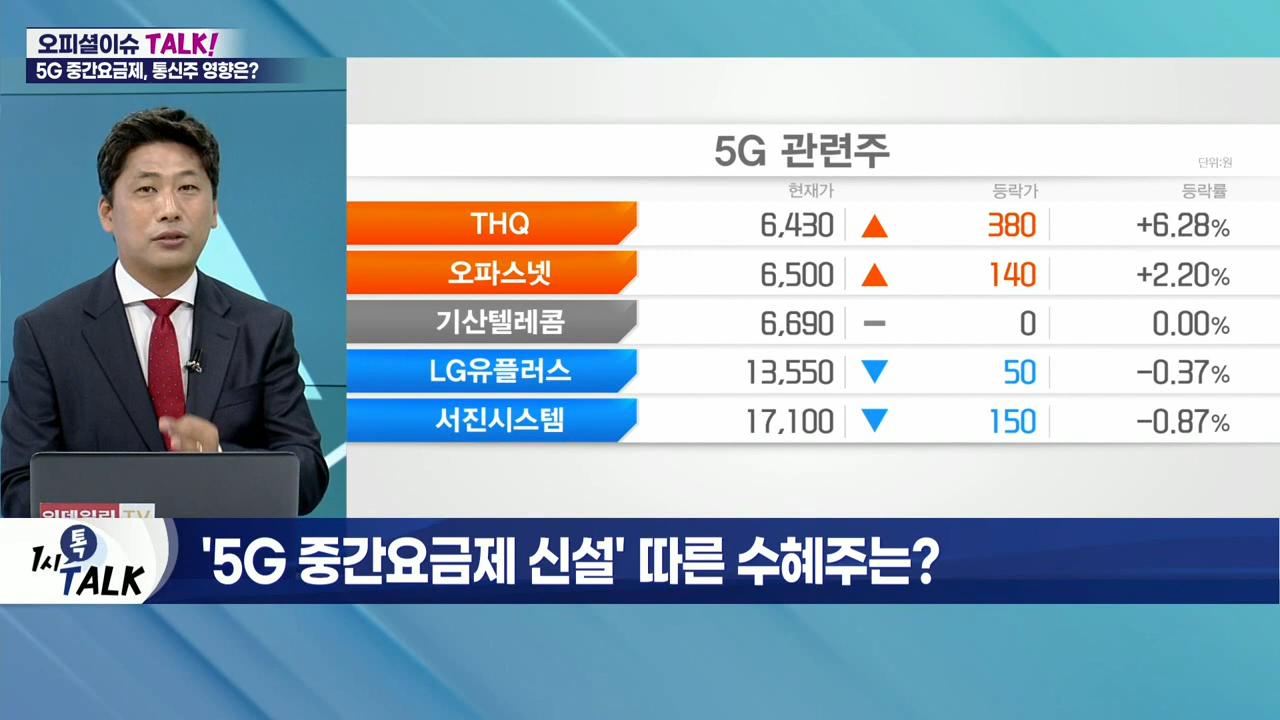 오피셜이슈 TALK!
5G 중간요금제, 통신주 영향은?
5G 관련주
단위:원
현재가 등락가 등락률
THQ 6,430 ▲ 380 +6.28%
오파스넷 6,500 ▲ 140 +2.20%
기산텔레콤 6,690 - 0 0.00%
LG유플러스 13,550 ▼ 50 -0.37%
서진시스템 17,100 ▼ 150 -0.87%
이데일리 TV
1시 톡 TALK
'5G 중간요금제 신설' 따른 수혜주는?